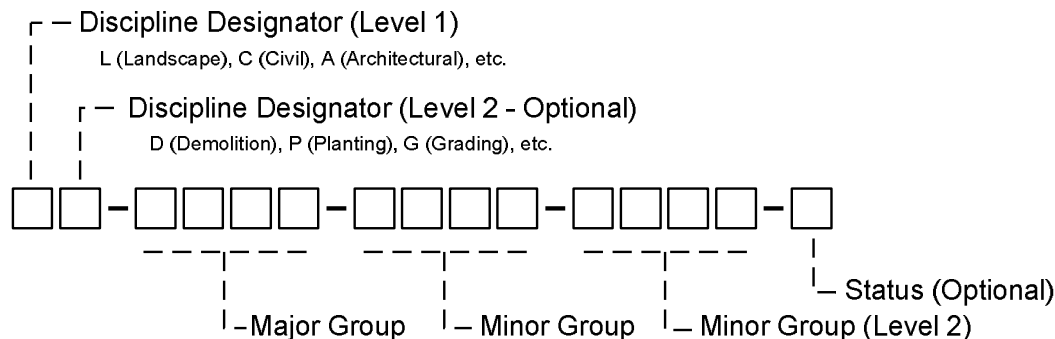 Discipline Designator (Level 1)
L (Landscape), C (Civil), A (Architectural), etc.
Discipline Designator (Level 2 - Optional)
D (Demolition), P (Planting), G (Grading), etc.
Status (Optional)
Major Group
Minor Group
Minor Group (Level 2)